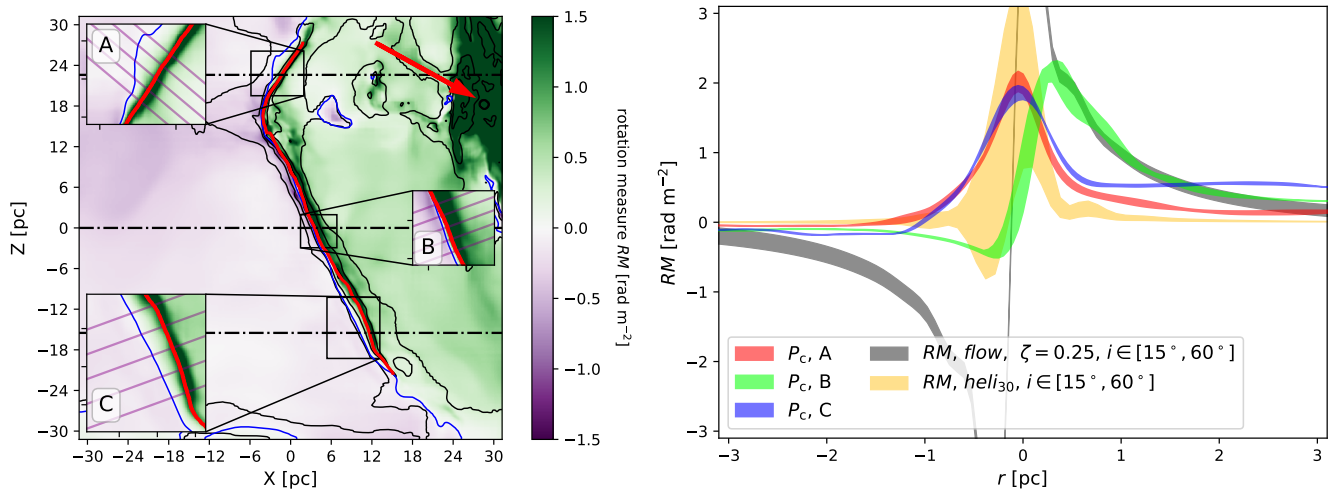 30
24
18
12
6
0
−6
−12
−18
−24
−30
Z [pc]
A
B
C
−30 −24 −18 −12 −6 0 6 12 18 24 30
X [pc]
1.5
1.0
0.5
0.0
−0.5
−1.0
−1.5
rotation measure RM [rad m⁻²]
3
2
1
0
−1
−2
−3
RM [rad m⁻²]
P_c, A
P_c, B
P_c, C
RM, flow, ζ = 0.25, i ∈ [15°, 60°]
RM, heli₃₀, i ∈ [15°, 60°]
−3 −2 −1 0 1 2 3
r [pc]